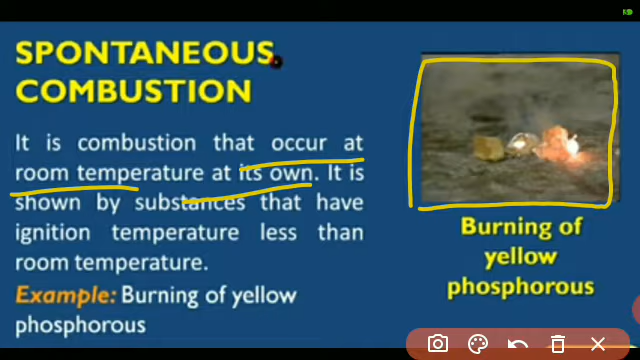 SPONTANEOUS
COMBUSTION
It is combustion that occur at
room temperature at its own. It is
shown by substances that have
ignition temperature less than
room temperature.
Example: Burning of yellow
phosphorous
Burning of
yellow
phosphorous